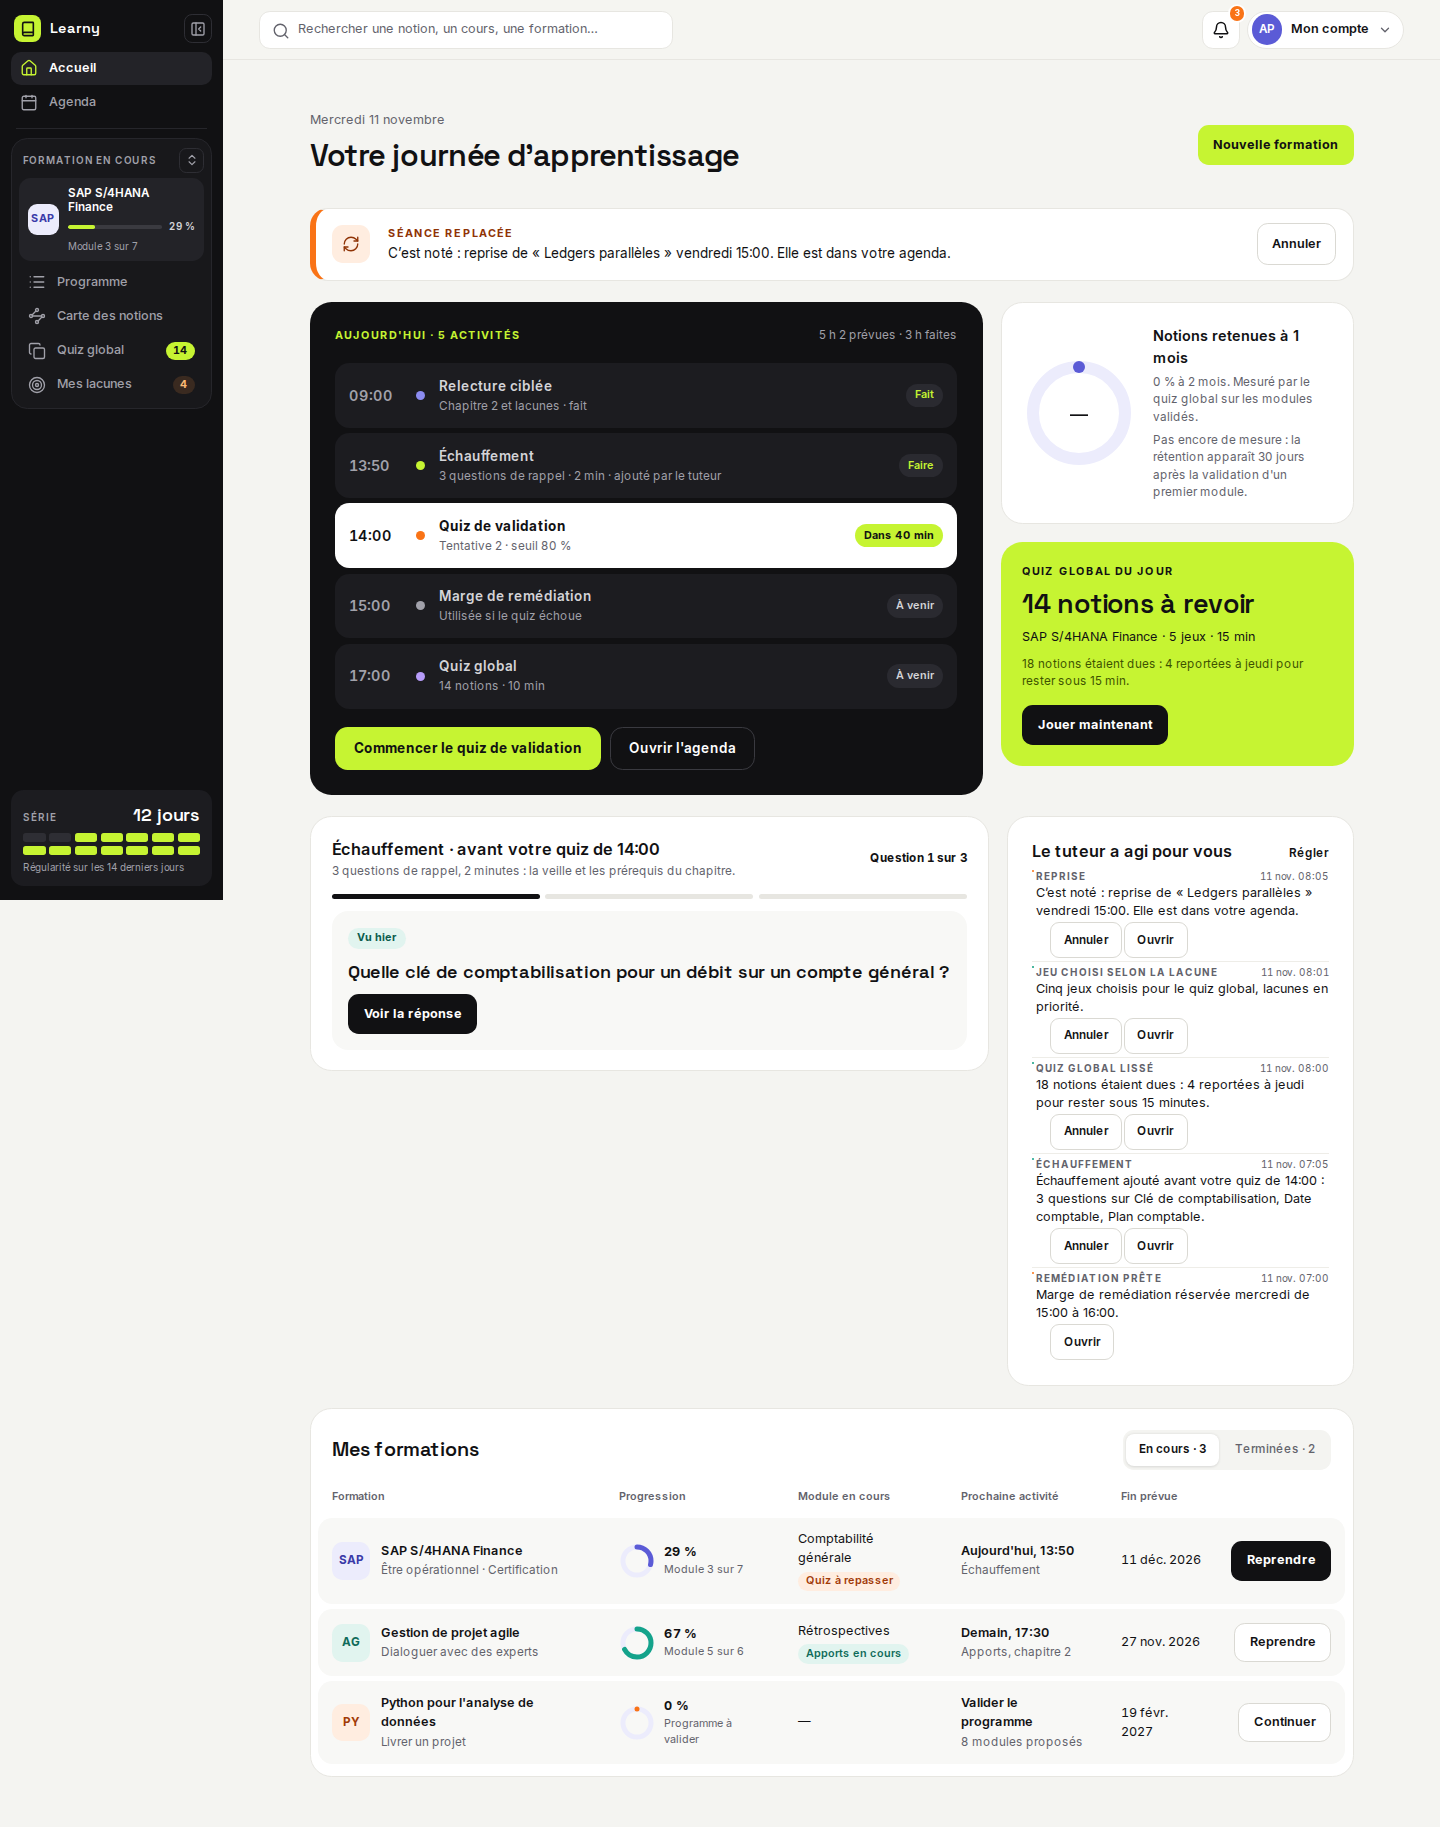 Learny
Rechercher une notion, un cours, une formation...
3
AP
Mon compte
Accueil
Agenda
FORMATION EN COURS
SAP
SAP S/4HANA
Finance
29 %
Module 3 sur 7
Programme
Carte des notions
Quiz global
14
Mes lacunes
4
SÉRIE
12 jours
Régularité sur les 14 derniers jours
Mercredi 11 novembre
Votre journée d'apprentissage
Nouvelle formation
SÉANCE REPLACÉE
C'est noté : reprise de « Ledgers parallèles » vendredi 15:00. Elle est dans votre agenda.
Annuler
AUJOURD'HUI · 5 ACTIVITÉS
5 h 2 prévues · 3 h faites
09:00
Relecture ciblée
Chapitre 2 et lacunes · fait
Fait
13:50
Échauffement
3 questions de rappel · 2 min · ajouté par le tuteur
Faire
14:00
Quiz de validation
Tentative 2 · seuil 80 %
Dans 40 min
15:00
Marge de remédiation
Utilisée si le quiz échoue
À venir
17:00
Quiz global
14 notions · 10 min
À venir
Commencer le quiz de validation
Ouvrir l'agenda
—
Notions retenues à 1
mois
0 % à 2 mois. Mesuré par le
quiz global sur les modules
validés.
Pas encore de mesure : la
rétention apparaît 30 jours
après la validation d'un
premier module.
QUIZ GLOBAL DU JOUR
14 notions à revoir
SAP S/4HANA Finance · 5 jeux · 15 min
18 notions étaient dues : 4 reportées à jeudi pour
rester sous 15 min.
Jouer maintenant
Échauffement · avant votre quiz de 14:00
3 questions de rappel, 2 minutes : la veille et les prérequis du chapitre.
Question 1 sur 3
Vu hier
Quelle clé de comptabilisation pour un débit sur un compte général ?
Voir la réponse
Le tuteur a agi pour vous
Régler
REPRISE
11 nov. 08:05
C'est noté : reprise de « Ledgers parallèles »
vendredi 15:00. Elle est dans votre agenda.
Annuler
Ouvrir
JEU CHOISI SELON LA LACUNE
11 nov. 08:01
Cinq jeux choisis pour le quiz global, lacunes en
priorité.
Annuler
Ouvrir
QUIZ GLOBAL LISSÉ
11 nov. 08:00
18 notions étaient dues : 4 reportées à jeudi
pour rester sous 15 minutes.
Annuler
Ouvrir
ÉCHAUFFEMENT
11 nov. 07:05
Échauffement ajouté avant votre quiz de 14:00 :
3 questions sur Clé de comptabilisation, Date
comptable, Plan comptable.
Annuler
Ouvrir
REMÉDIATION PRÊTE
11 nov. 07:00
Marge de remédiation réservée mercredi de
15:00 à 16:00.
Ouvrir
Mes formations
En cours · 3
Terminées · 2
Formation
Progression
Module en cours
Prochaine activité
Fin prévue
SAP
SAP S/4HANA Finance
Être opérationnel · Certification
29 %
Module 3 sur 7
Comptabilité
générale
Quiz à repasser
Aujourd'hui, 13:50
Échauffement
11 déc. 2026
Reprendre
AG
Gestion de projet agile
Dialoguer avec des experts
67 %
Module 5 sur 6
Rétrospectives
Apports en cours
Demain, 17:30
Apports, chapitre 2
27 nov. 2026
Reprendre
PY
Python pour l'analyse de
données
Livrer un projet
0 %
Programme à
valider
—
Valider le
programme
8 modules proposés
19 févr.
2027
Continuer